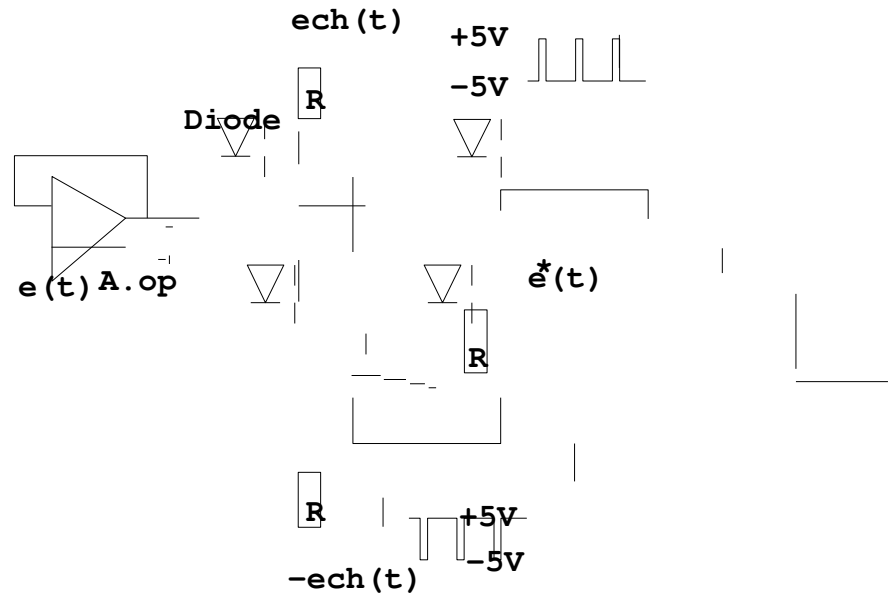 ech(t)
+5V
-5V
R
Diode
e(t)
A.op
e*(t)
R
R
+5V
-5V
-ech(t)